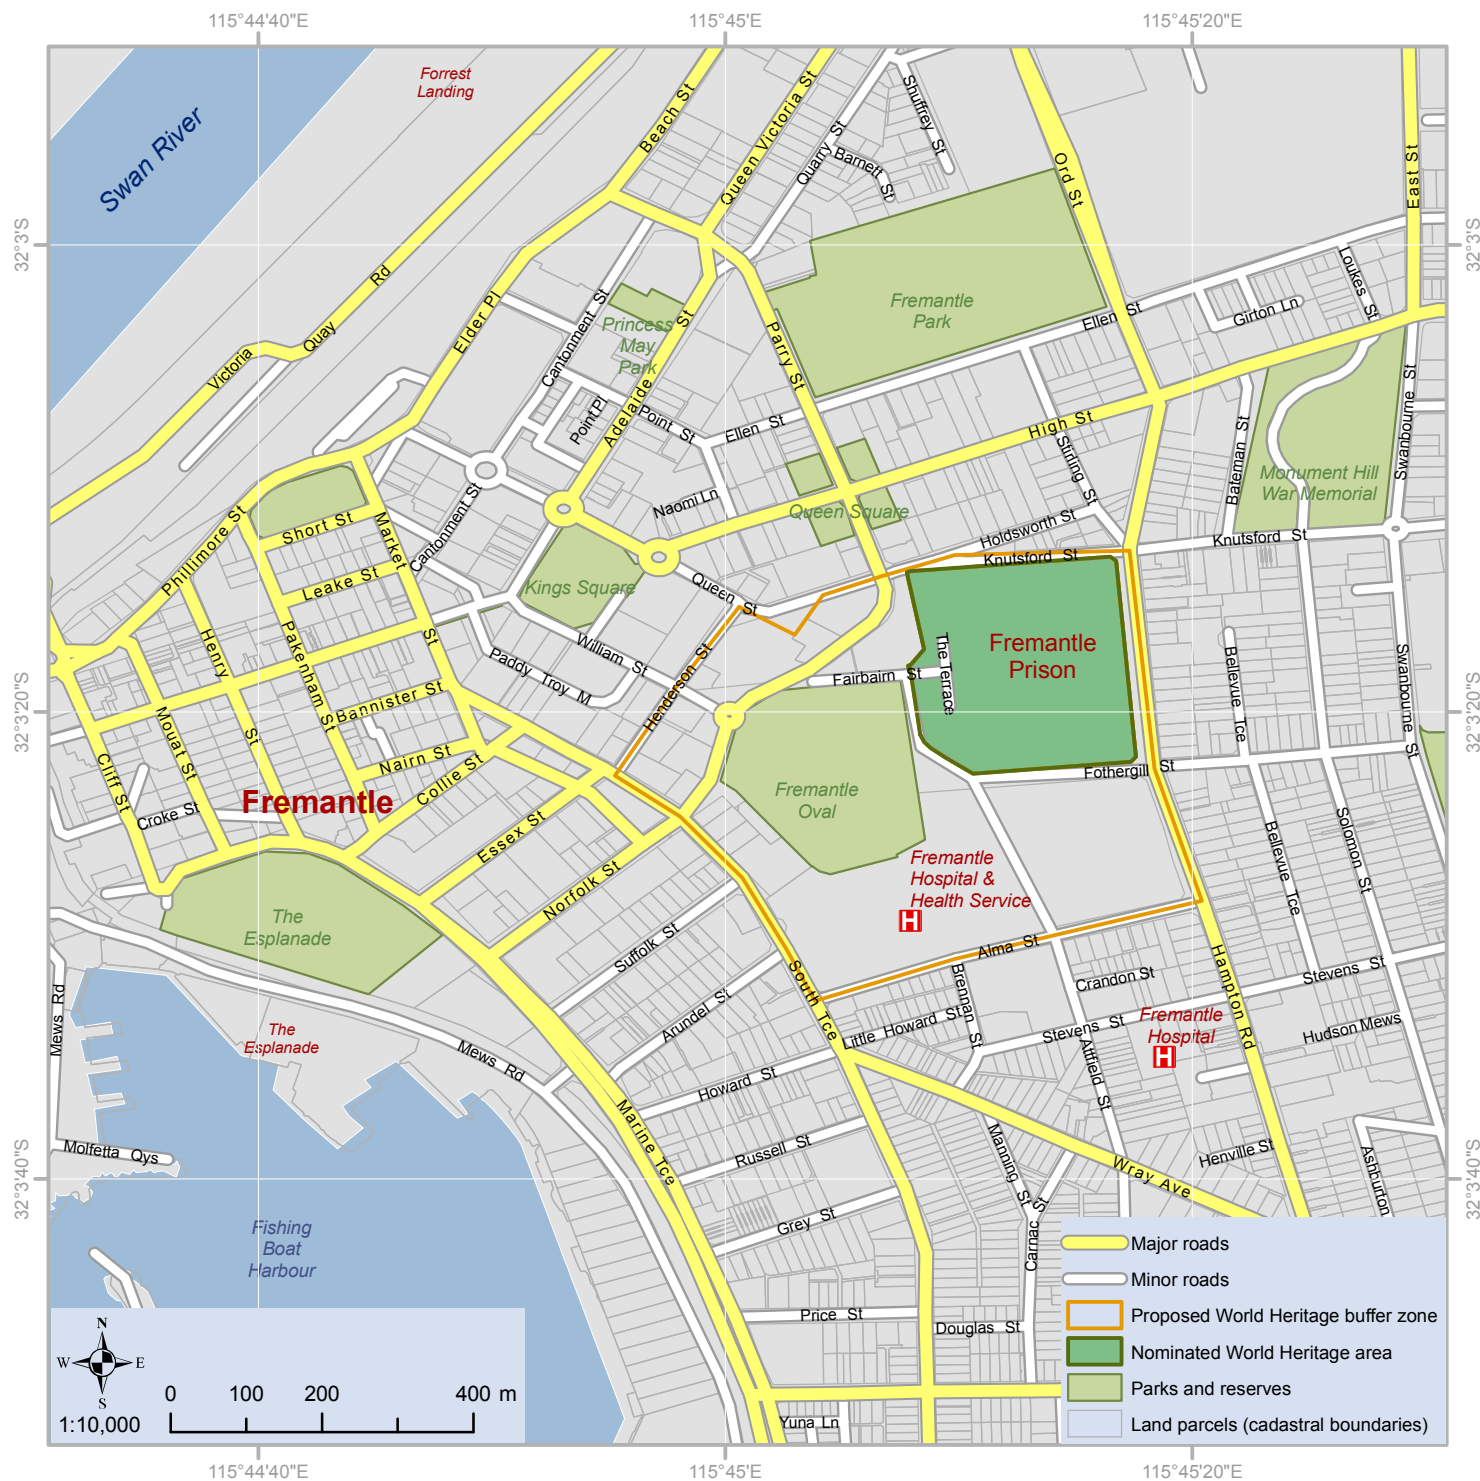 115°44'40"E
115°45'E
115°45'20"E
Forrest
Landing
Swan River
Beach St
Queen Victoria St
Quarry St
Shuffrey St
Barnett St
Ord St
East St
32°3'S
32°3'S
Victoria Quay Rd
Elder Pl
Cantonment St
Princess
May
Park
Adelaide St
Parry St
Fremantle
Park
Ellen St
Girton Ln
Loukes St
Point Pl
Point St
Ellen St
High St
Stirling St
Bateman St
Swanbourne St
Monument Hill
War Memorial
Naomi Ln
Queen Square
Short St
Market St
Cantonment St
Phillimore St
Leake St
Holdsworth St
Knutsford St
Knutsford St
Kings Square
Queen St
Henry St
Pakenham St
William St
Paddy Troy M
Henderson St
Fairbairn St
The Terrace
Fremantle
Prison
Bellevue Tce
Swanbourne St
32°3'20"S
32°3'20"S
Bannister St
Mouat St
Cliff St
Nairn St
Collie St
Croke St
Fremantle
Essex St
Norfolk St
Fremantle
Oval
Fothergill St
Bellevue Tce
Solomon St
Fremantle
Hospital &
Health Service
H
The
Esplanade
Suffolk St
Alma St
South Tce
Brennan St
Crandon St
Stevens St
Hampton Rd
Mews Rd
Arundel St
Little Howard St
Stevens St
Fremantle
Hospital
H
Hudson Mews
The
Esplanade
Mews Rd
Howard St
Attfield St
Marine Tce
Russell St
Manning St
Wray Ave
Henville St
Ashburton
Molfetta Qys
32°3'40"S
32°3'40"S
Grey St
Carnac St
Fishing
Boat
Harbour
Price St
Douglas St
Yuna Ln
N
W E
S
0 100 200 400 m
1:10,000
Major roads
Minor roads
Proposed World Heritage buffer zone
Nominated World Heritage area
Parks and reserves
Land parcels (cadastral boundaries)
115°44'40"E
115°45'E
115°45'20"E